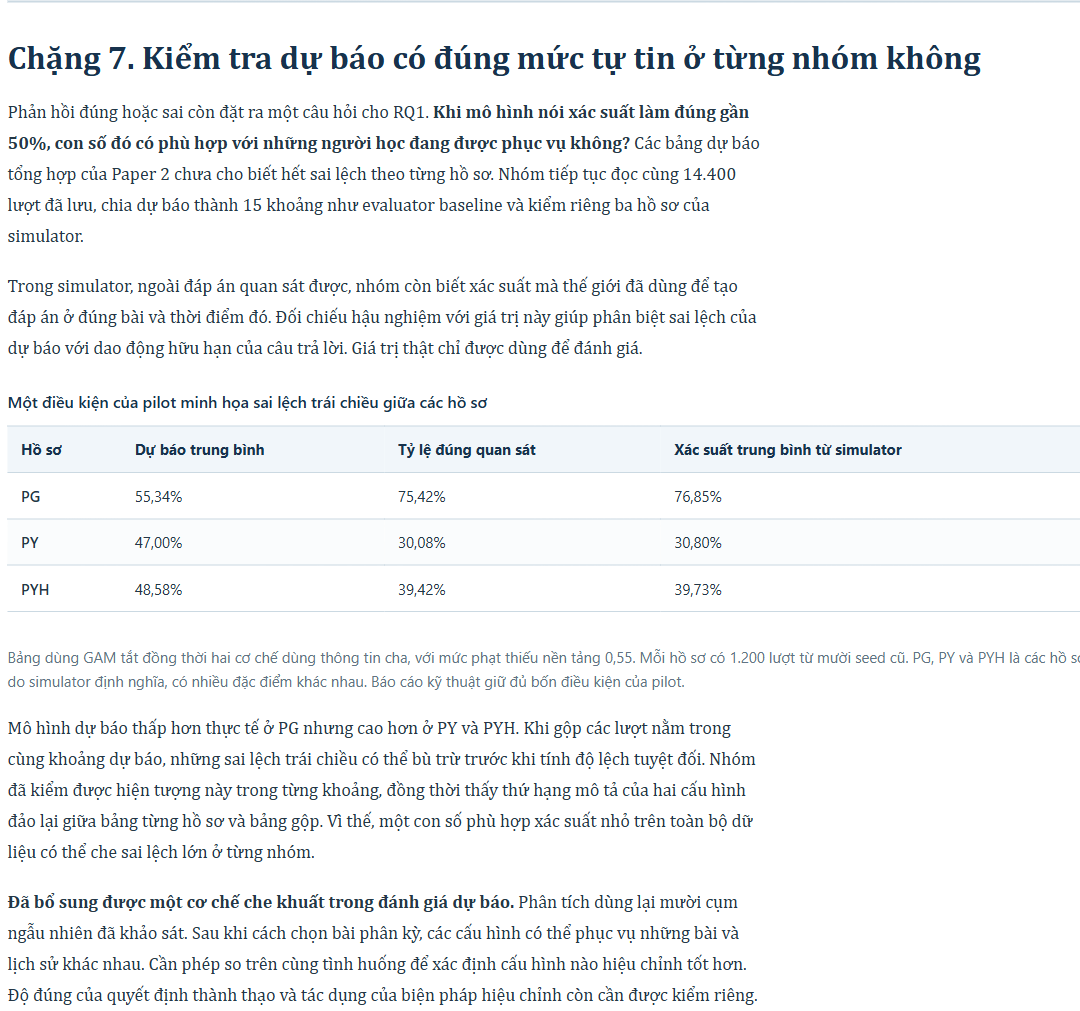 Chặng 7. Kiểm tra dự báo có đúng mức tự tin ở từng nhóm không
Phản hồi đúng hoặc sai còn đặt ra một câu hỏi cho RQ1. Khi mô hình nói xác suất làm đúng gần
50%, con số đó có phù hợp với những người học đang được phục vụ không? Các bảng dự báo
tổng hợp của Paper 2 chưa cho biết hết sai lệch theo từng hồ sơ. Nhóm tiếp tục đọc cùng 14.400
lượt đã lưu, chia dự báo thành 15 khoảng như evaluator baseline và kiểm riêng ba hồ sơ của
simulator.
Trong simulator, ngoài đáp án quan sát được, nhóm còn biết xác suất mà thế giới đã dùng để tạo
đáp án ở đúng bài và thời điểm đó. Đối chiếu hậu nghiệm với giá trị này giúp phân biệt sai lệch của
dự báo với dao động hữu hạn của câu trả lời. Giá trị thật chỉ được dùng để đánh giá.
Một điều kiện của pilot minh họa sai lệch trái chiều giữa các hồ sơ
Hồ sơ Dự báo trung bình Tỷ lệ đúng quan sát Xác suất trung bình từ simulator
PG 55,34% 75,42% 76,85%
PY 47,00% 30,08% 30,80%
PYH 48,58% 39,42% 39,73%
Bảng dùng GAM tắt đồng thời hai cơ chế dùng thông tin cha, với mức phạt thiếu nền tảng 0,55. Mỗi hồ sơ có 1.200 lượt từ mười seed cũ. PG, PY và PYH là các hồ
do simulator định nghĩa, có nhiều đặc điểm khác nhau. Báo cáo kỹ thuật giữ đủ bốn điều kiện của pilot.
Mô hình dự báo thấp hơn thực tế ở PG nhưng cao hơn ở PY và PYH. Khi gộp các lượt nằm trong
cùng khoảng dự báo, những sai lệch trái chiều có thể bù trừ trước khi tính độ lệch tuyệt đối. Nhóm
đã kiểm được hiện tượng này trong từng khoảng, đồng thời thấy thứ hạng mô tả của hai cấu hình
đảo lại giữa bảng từng hồ sơ và bảng gộp. Vì thế, một con số phù hợp xác suất nhỏ trên toàn bộ dữ
liệu có thể che sai lệch lớn ở từng nhóm.
Đã bổ sung được một cơ chế che khuất trong đánh giá dự báo. Phân tích dùng lại mười cụm
ngẫu nhiên đã khảo sát. Sau khi cách chọn bài phân kỳ, các cấu hình có thể phục vụ những bài và
lịch sử khác nhau. Cần phép so trên cùng tình huống để xác định cấu hình nào hiệu chỉnh tốt hơn.
Độ đúng của quyết định thành thạo và tác dụng của biện pháp hiệu chỉnh còn cần được kiểm riêng.